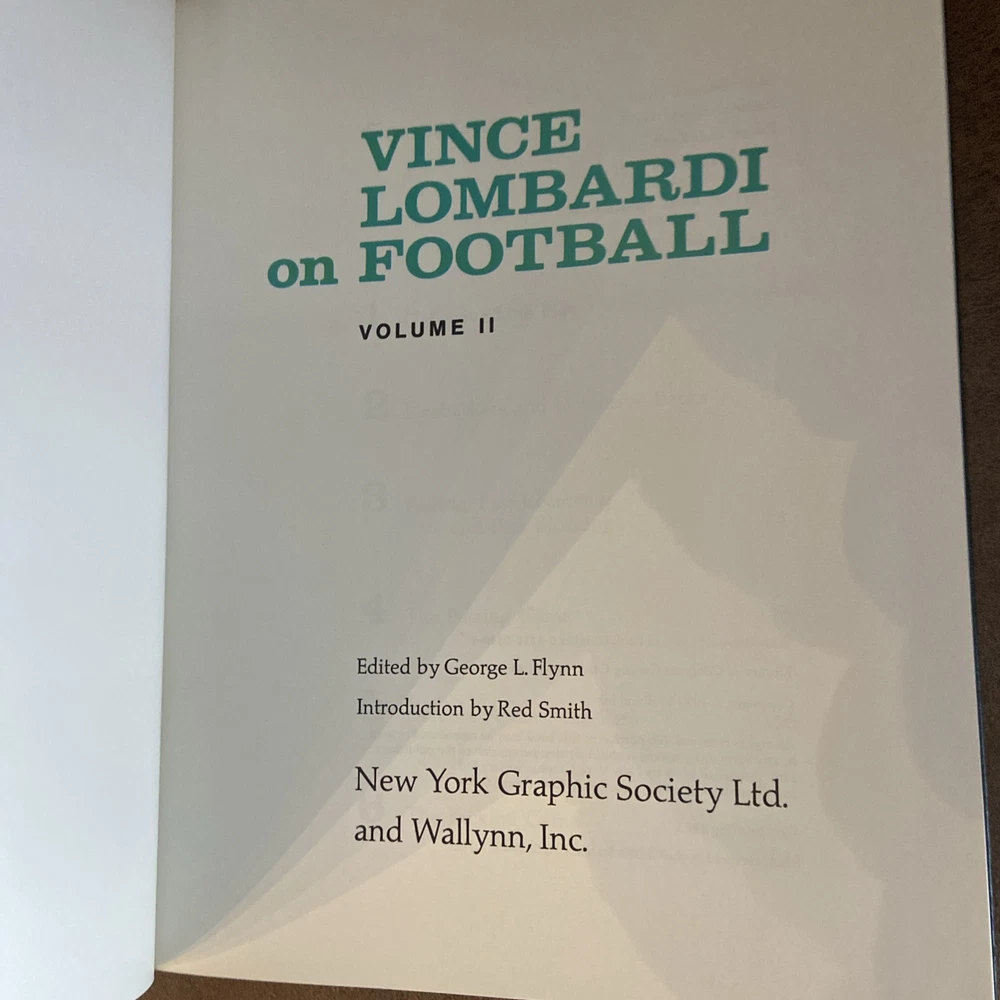 VINCE
LOMBARDI
on FOOTBALL
VOLUME II
Edited by George L. Flynn
Introduction by Red Smith
New York Graphic Society Ltd.
and Wallynn, Inc.